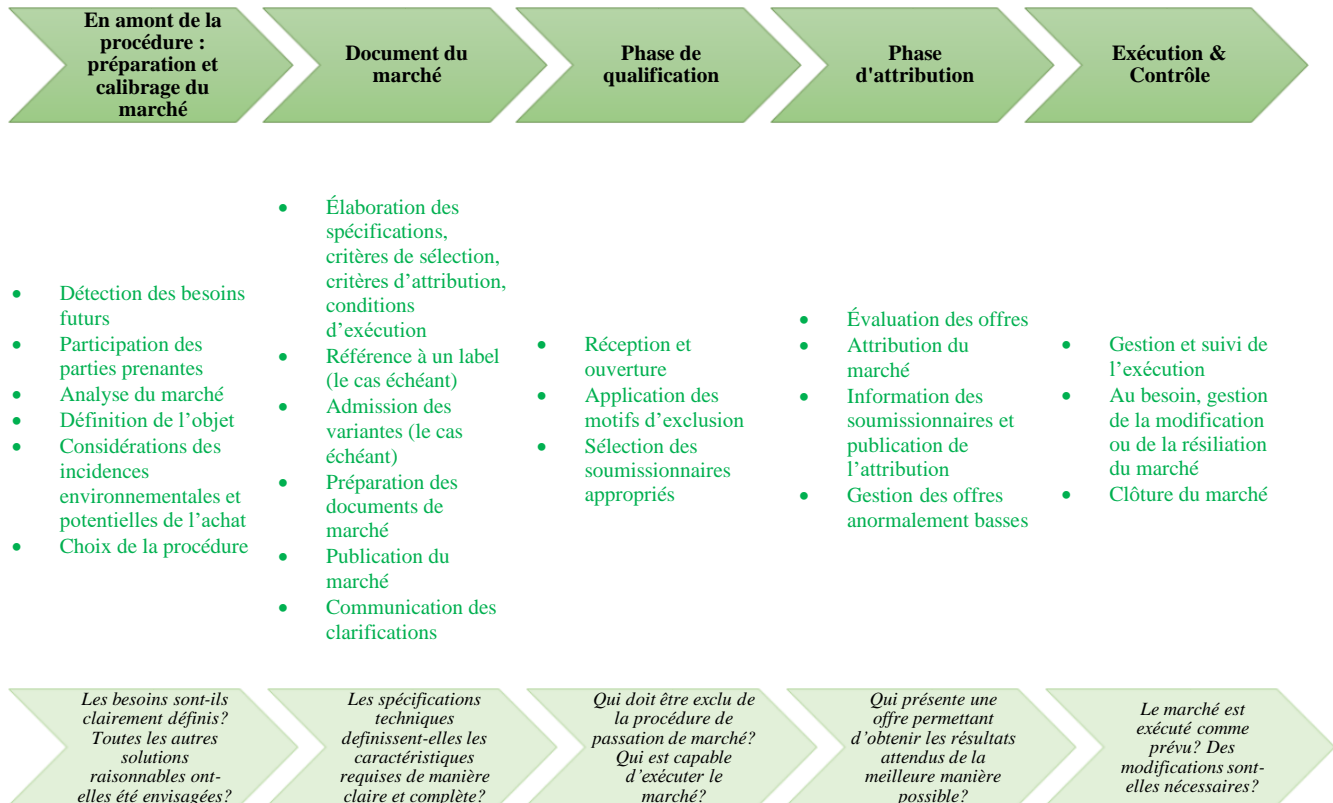 En amont de la
procédure :
préparation et
calibrage du
marché
Document du
marché
Phase de
qualification
Phase
d'attribution
Exécution &
Contrôle
• Détection des besoins
futurs
• Participation des
parties prenantes
• Analyse du marché
• Définition de l’objet
• Considérations des
incidences
environnementales et
potentielles de l’achat
• Choix de la procédure
• Élaboration des
spécifications,
critères de sélection,
critères d’attribution,
conditions
d’exécution
• Référence à un label
(le cas échéant)
• Admission des
variantes (le cas
échéant)
• Préparation des
documents de
marché
• Publication du
marché
• Communication des
clarifications
• Réception et
ouverture
• Application des
motifs d’exclusion
• Sélection des
soumissionnaires
appropriés
• Évaluation des offres
• Attribution du
marché
• Information des
soumissionnaires et
publication de
l’attribution
• Gestion des offres
anormalement basses
• Gestion et suivi de
l’exécution
• Au besoin, gestion
de la modification
ou de la résiliation
du marché
• Clôture du marché
Les besoins sont-ils
clairement définis?
Toutes les autres
solutions
raisonnables ont-
elles été envisagées?
Les spécifications
techniques
definissent-elles les
caractéristiques
requises de manière
claire et complète?
Qui doit être exclu de
la procédure de
passation de marché?
Qui est capable
d’exécuter le
marché?
Qui présente une
offre permettant
d’obtenir les résultats
attendus de la
meilleure manière
possible?
Le marché est
exécuté comme
prévu? Des
modifications sont-
elles nécessaires?